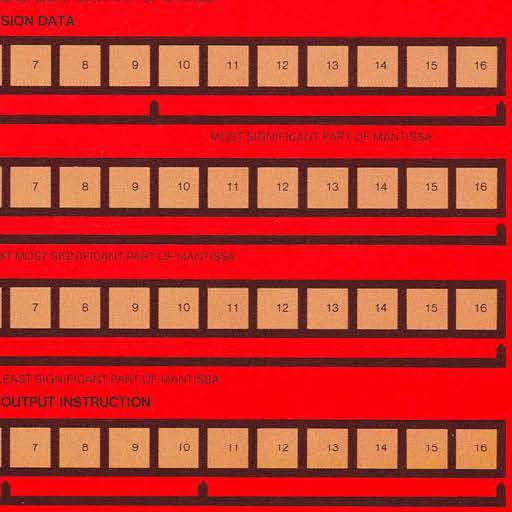 SION DATA
7 8 9 10 11 12 13 14 15 16
MOST SIGNIFICANT PART OF MANTISSA
7 8 9 10 11 12 13 14 15 16
XT MOST SIGNIFICANT PART OF MANTISSA
7 8 9 10 11 12 13 14 15 16
LEAST SIGNIFICANT PART OF MANTISSA
OUTPUT INSTRUCTION
7 8 9 10 11 12 13 14 15 16